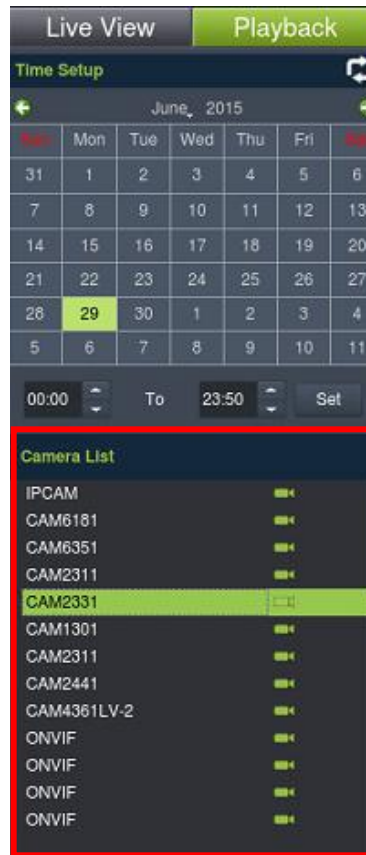 Live View Playback
Time Setup
June, 2015
Mon Tue Wed Thu Fri
31 1 2 3 4 5 6
7 8 9 10 11 12 13
14 15 16 17 18 19 20
21 22 23 24 25 26 27
28 29 30 1 2 3 4
5 6 7 8 9 10 11
00:00 To 23:50 Set
Camera List
IPCAM
CAM6181
CAM6351
CAM2311
CAM2331
CAM1301
CAM2311
CAM2441
CAM4361LV-2
ONVIF
ONVIF
ONVIF
ONVIF